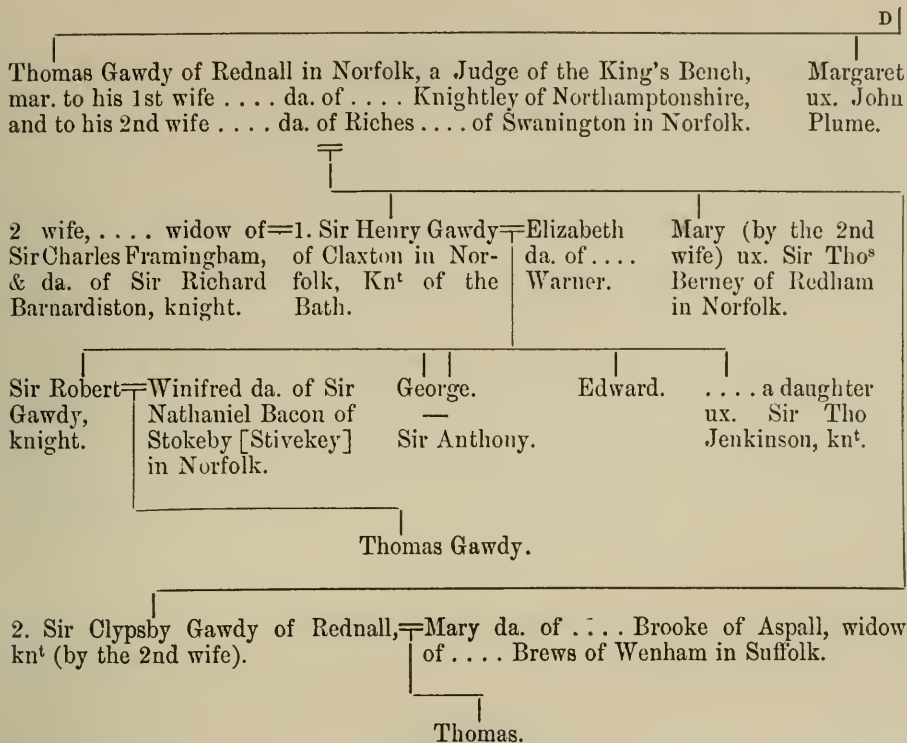 D
Thomas Gawdy of Rednall in Norfolk, a Judge of the King's Bench,
mar. to his 1st wife . . . . da. of . . . . Knightley of Northamptonshire,
and to his 2nd wife . . . . da. of Riches . . . . of Swanington in Norfolk.
Margaret
ux. John
Plume.
2 wife, . . . . widow of
Sir Charles Framingham,
& da. of Sir Richard
Barnardiston, knight.
1. Sir Henry Gawdy
of Claxton in Nor-
folk, Knᵗ of the
Bath.
Elizabeth
da. of . . . .
Warner.
Mary (by the 2nd
wife) ux. Sir Thoˢ
Berney of Redham
in Norfolk.
Sir Robert
Gawdy,
knight.
Winifred da. of Sir
Nathaniel Bacon of
Stokeby [Stivekey]
in Norfolk.
George.
—
Sir Anthony.
Edward.
. . . . a daughter
ux. Sir Tho
Jenkinson, knᵗ.
Thomas Gawdy.
2. Sir Clypsby Gawdy of Rednall,
knᵗ (by the 2nd wife).
Mary da. of . . . . Brooke of Aspall, widow
of . . . . Brews of Wenham in Suffolk.
Thomas.